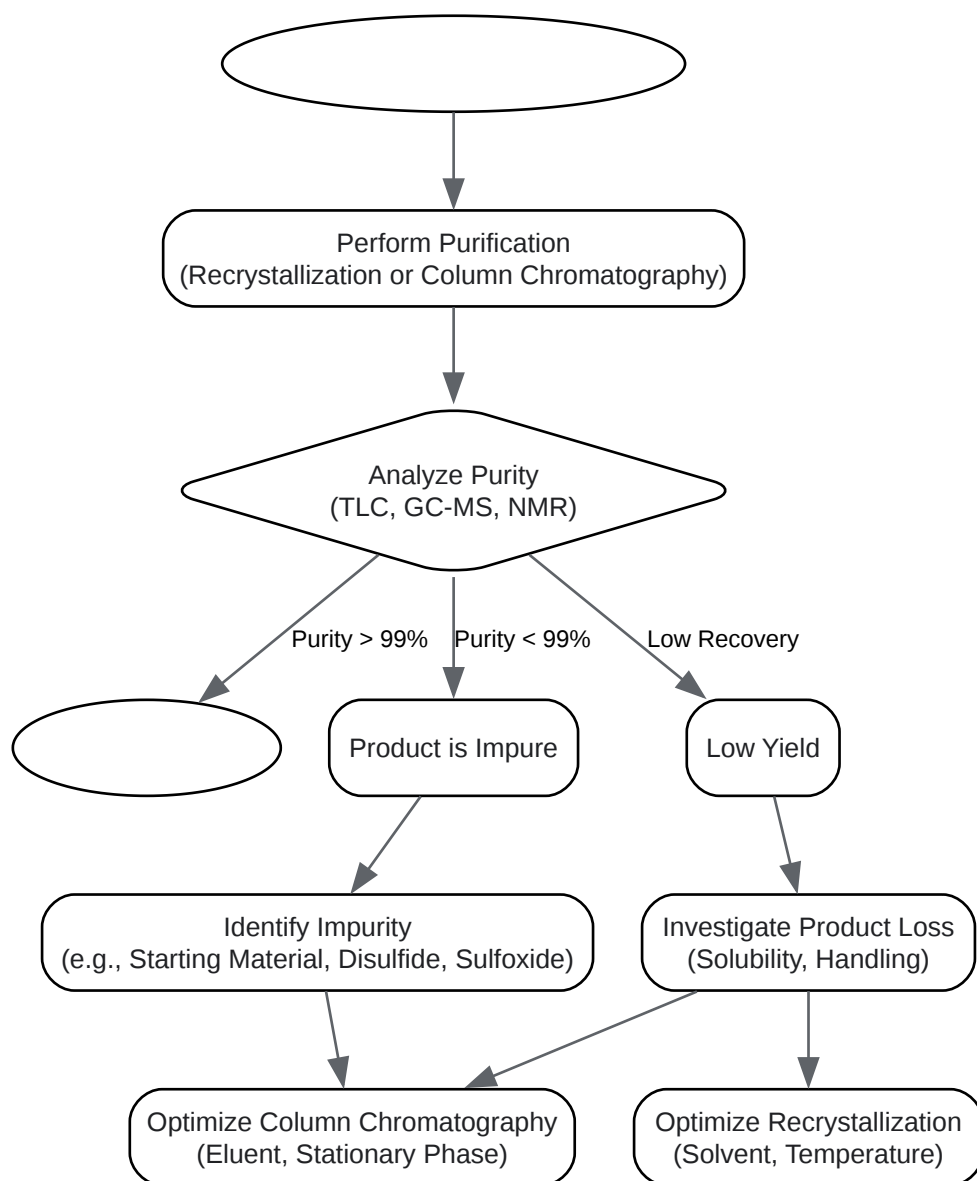 Perform Purification
(Recrystallization or Column Chromatography)
Analyze Purity
(TLC, GC-MS, NMR)
Purity > 99%
Purity < 99%
Low Recovery
Product is Impure
Low Yield
Identify Impurity
(e.g., Starting Material, Disulfide, Sulfoxide)
Investigate Product Loss
(Solubility, Handling)
Optimize Column Chromatography
(Eluent, Stationary Phase)
Optimize Recrystallization
(Solvent, Temperature)